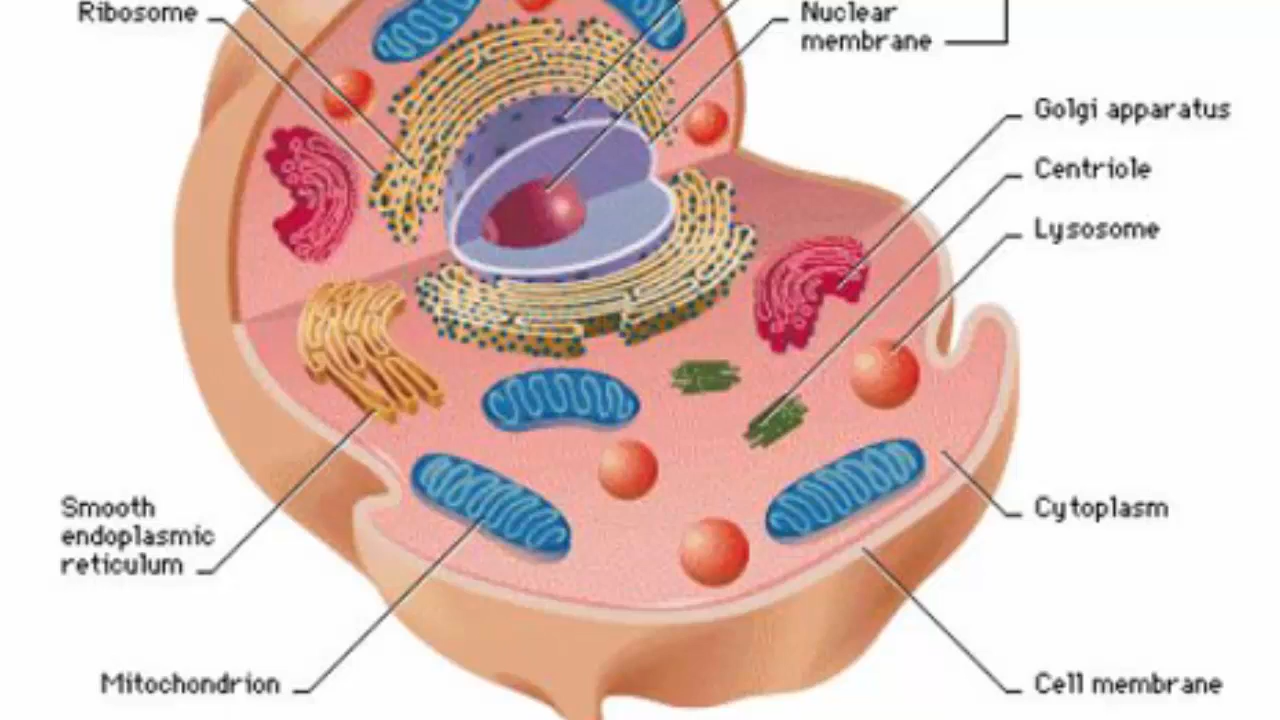 Ribosome
Nuclear
membrane
Golgi apparatus
Centriole
Lysosome
Smooth
endoplasmic
reticulum
Cytoplasm
Mitochondrion
Cell membrane